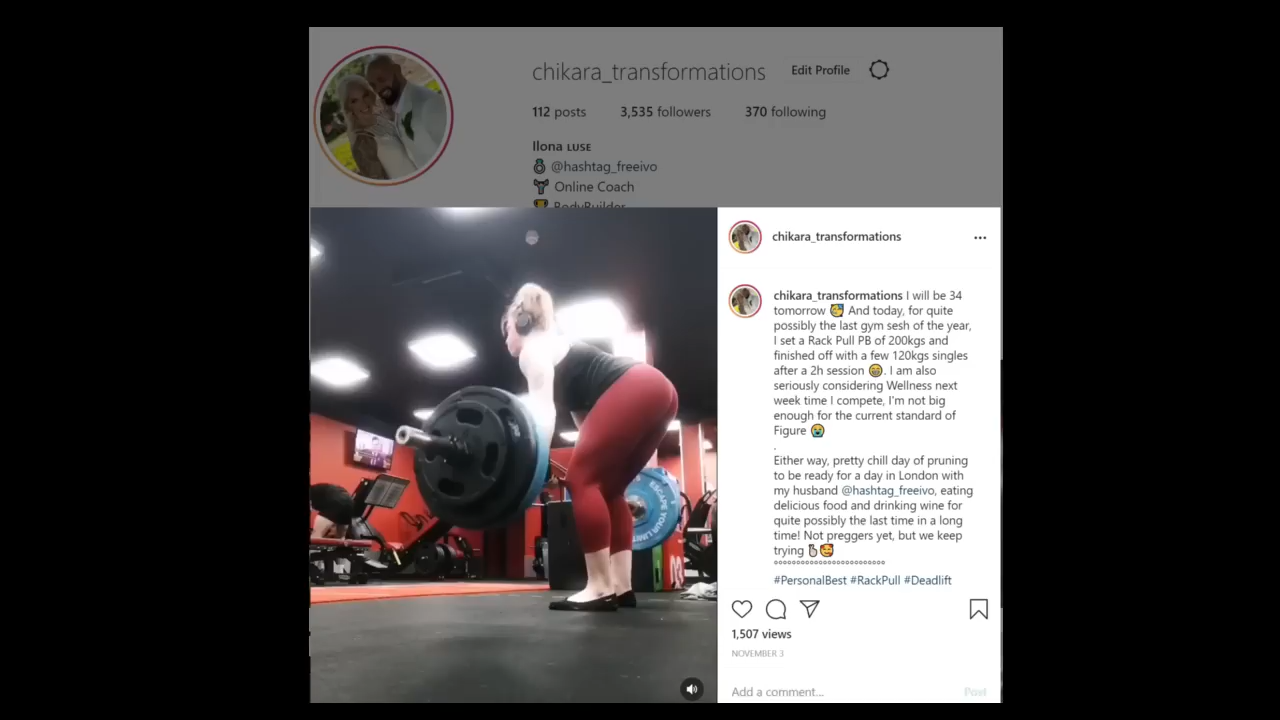 chikara_transformations Edit Profile
112 posts 3,535 followers 370 following
Ilona LUSE
@hashtag_freeivo
Online Coach
BodyBuilder
chikara_transformations
chikara_transformations I will be 34
tomorrow 🥳 And today, for quite
possibly the last gym sesh of the year,
I set a Rack Pull PB of 200kgs and
finished off with a few 120kgs singles
after a 2h session 😁. I am also
seriously considering Wellness next
week time I compete, I'm not big
enough for the current standard of
Figure 😭
.
Either way, pretty chill day of pruning
to be ready for a day in London with
my husband @hashtag_freeivo, eating
delicious food and drinking wine for
quite possibly the last time in a long
time! Not preggers yet, but we keep
trying 🤞🥰
°°°°°°°°°°°°°°°°°°°°°°°°°
#PersonalBest #RackPull #Deadlift
1,507 views
NOVEMBER 3
Add a comment... Post
ESCAPE YOUR LIMITS